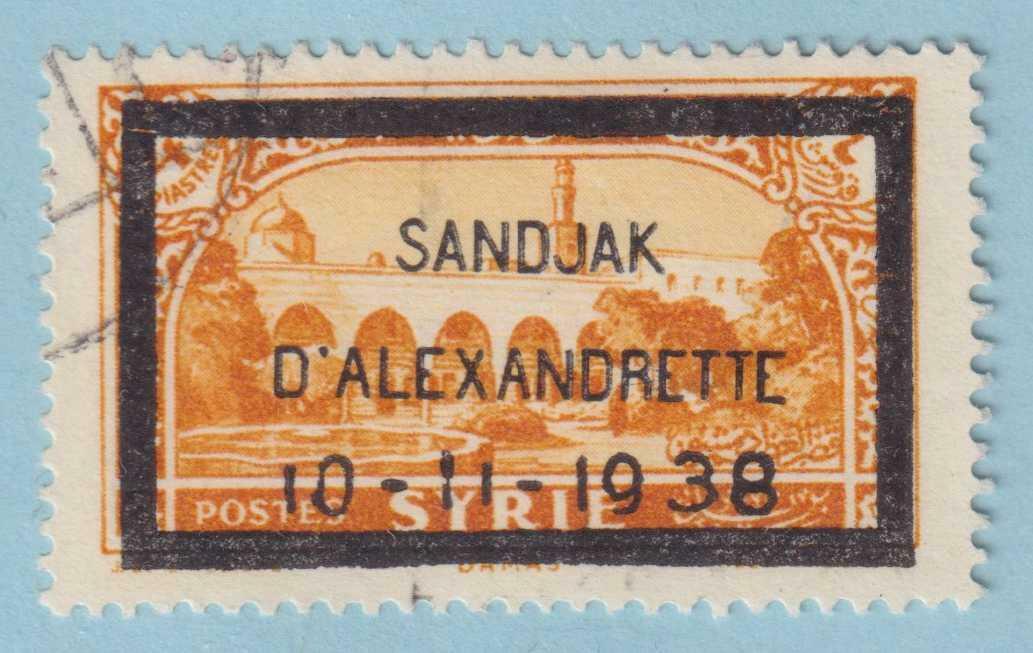 PIASTRE
SANDJAK
D'ALEXANDRETTE
10-11-1938
POSTES SYRIE
DAMAS